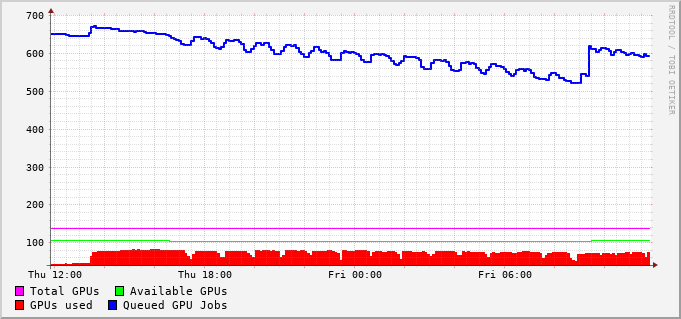 700
600
500
400
300
200
100
Thu 12:00 Thu 18:00 Fri 00:00 Fri 06:00
Total GPUs Available GPUs
GPUs used Queued GPU Jobs
RRDTOOL / TOBI OETIKER